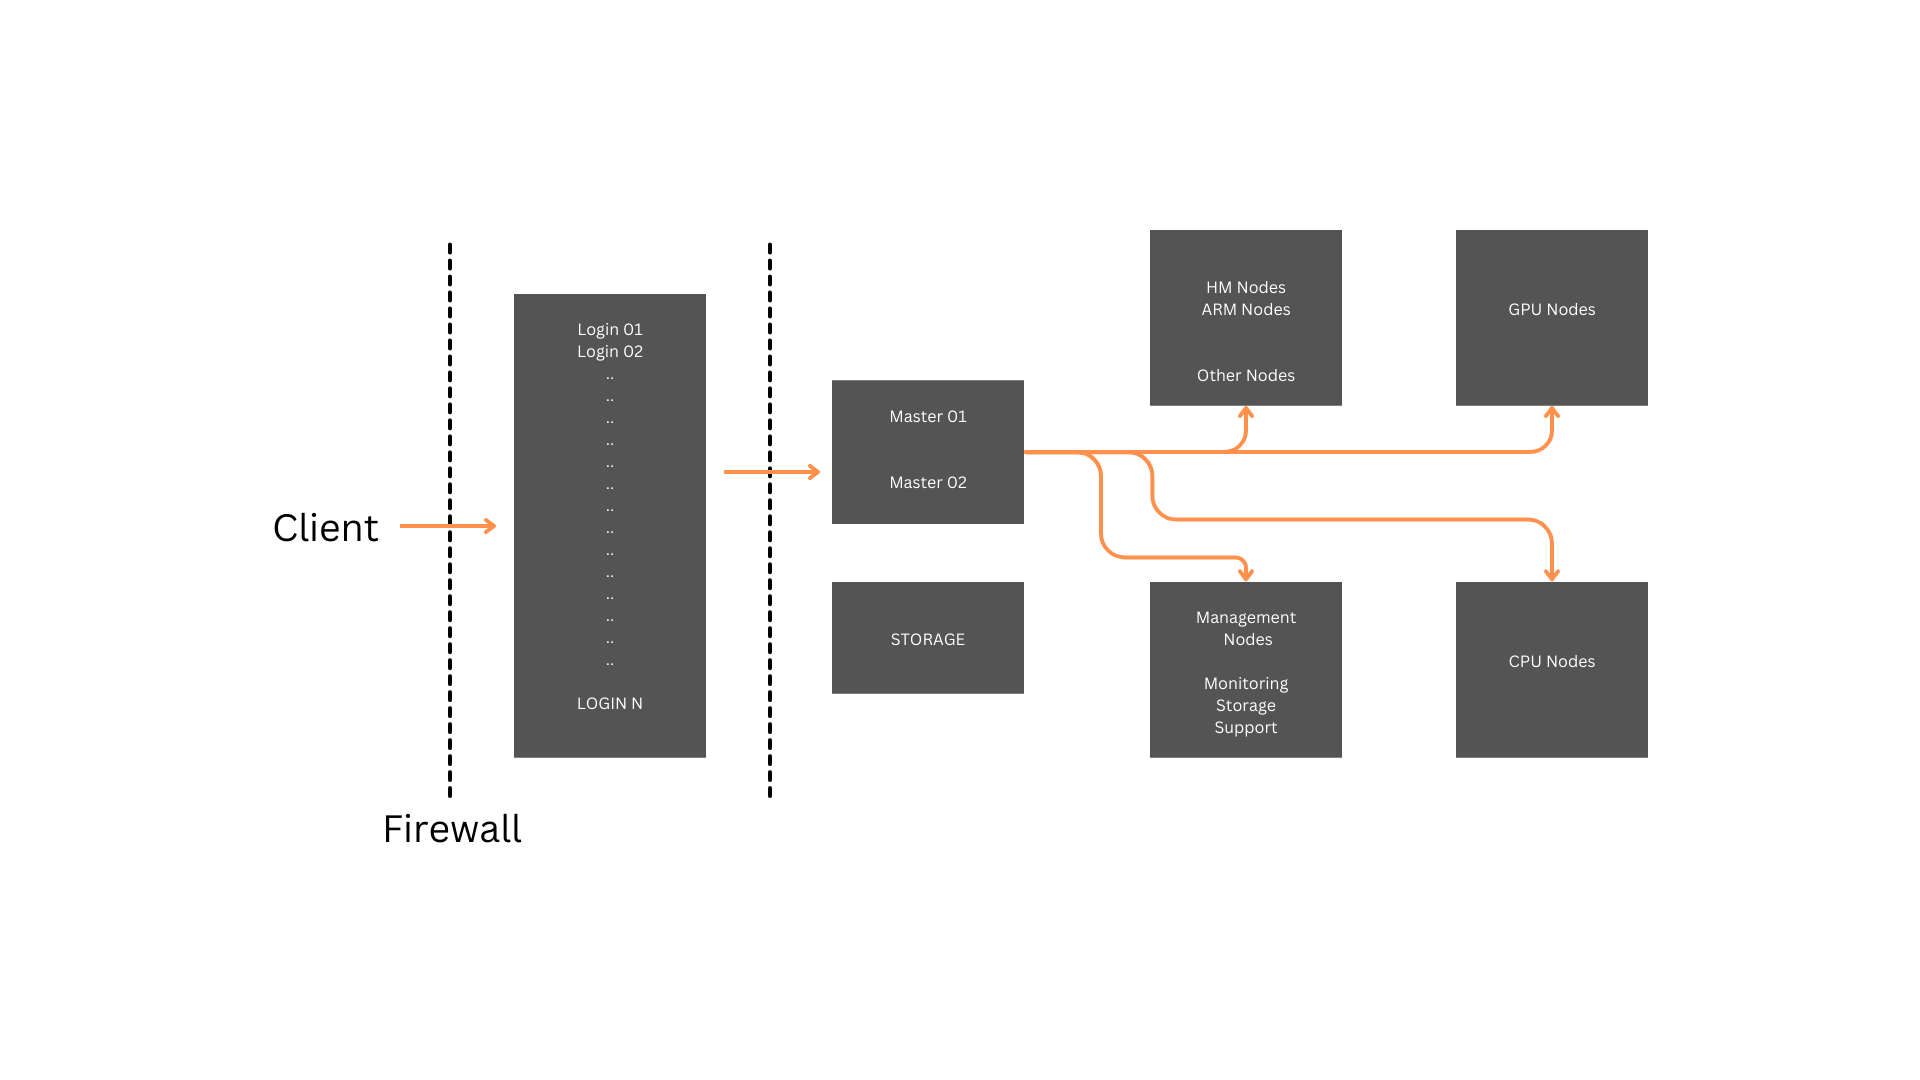 Client
Firewall
Login 01
Login 02
..
..
..
..
..
..
..
..
..
..
..
..
..
..
LOGIN N
Master 01
Master 02
STORAGE
HM Nodes
ARM Nodes
Other Nodes
GPU Nodes
Management
Nodes
Monitoring
Storage
Support
CPU Nodes